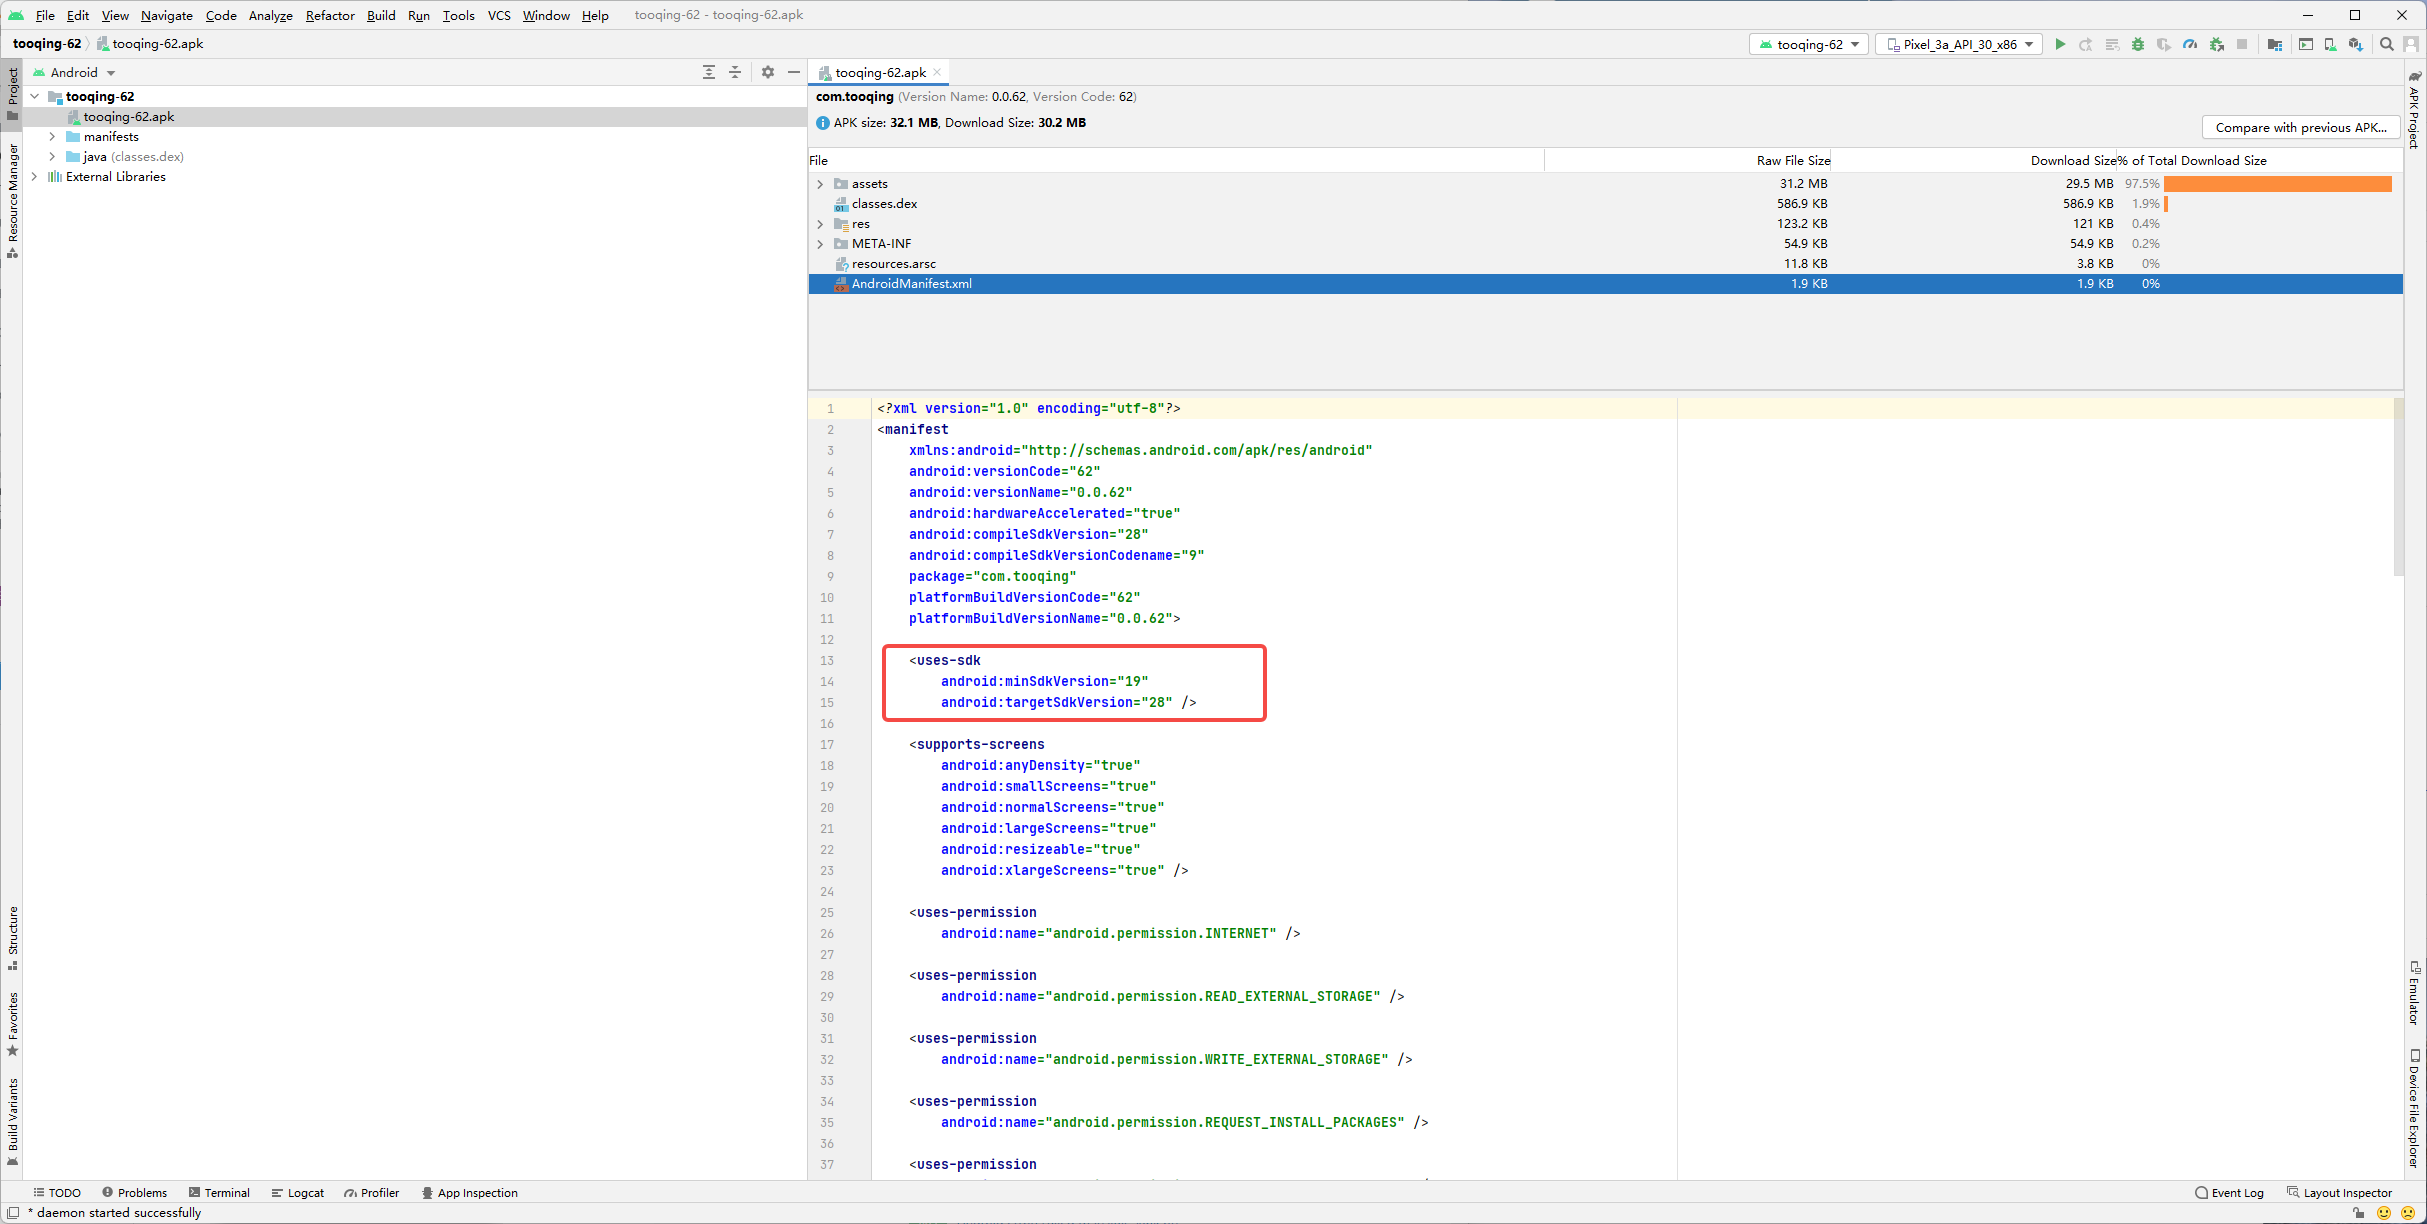 File Edit View Navigate Code Analyze Refactor Build Run Tools VCS Window Help tooqing-62 - tooqing-62.apk
tooqing-62 tooqing-62.apk tooqing-62 Pixel_3a_API_30_x86
Project
Resource Manager
Structure
Favorites
Build Variants
Android
tooqing-62
tooqing-62.apk
manifests
java (classes.dex)
External Libraries
tooqing-62.apk
com.tooqing (Version Name: 0.0.62, Version Code: 62)
APK size: 32.1 MB, Download Size: 30.2 MB
Compare with previous APK...
File Raw File Size Download Size % of Total Download Size
assets 31.2 MB 29.5 MB 97.5%
classes.dex 586.9 KB 586.9 KB 1.9%
res 123.2 KB 121 KB 0.4%
META-INF 54.9 KB 54.9 KB 0.2%
resources.arsc 11.8 KB 3.8 KB 0%
AndroidManifest.xml 1.9 KB 1.9 KB 0%
1 <?xml version="1.0" encoding="utf-8"?>
2 <manifest
3 xmlns:android="http://schemas.android.com/apk/res/android"
4 android:versionCode="62"
5 android:versionName="0.0.62"
6 android:hardwareAccelerated="true"
7 android:compileSdkVersion="28"
8 android:compileSdkVersionCodename="9"
9 package="com.tooqing"
10 platformBuildVersionCode="62"
11 platformBuildVersionName="0.0.62">
12
13 <uses-sdk
14 android:minSdkVersion="19"
15 android:targetSdkVersion="28" />
16
17 <supports-screens
18 android:anyDensity="true"
19 android:smallScreens="true"
20 android:normalScreens="true"
21 android:largeScreens="true"
22 android:resizeable="true"
23 android:xlargeScreens="true" />
24
25 <uses-permission
26 android:name="android.permission.INTERNET" />
27
28 <uses-permission
29 android:name="android.permission.READ_EXTERNAL_STORAGE" />
30
31 <uses-permission
32 android:name="android.permission.WRITE_EXTERNAL_STORAGE" />
33
34 <uses-permission
35 android:name="android.permission.REQUEST_INSTALL_PACKAGES" />
36
37 <uses-permission
APK Project
Emulator
Device File Explorer
TODO Problems Terminal Logcat Profiler App Inspection Event Log Layout Inspector
* daemon started successfully